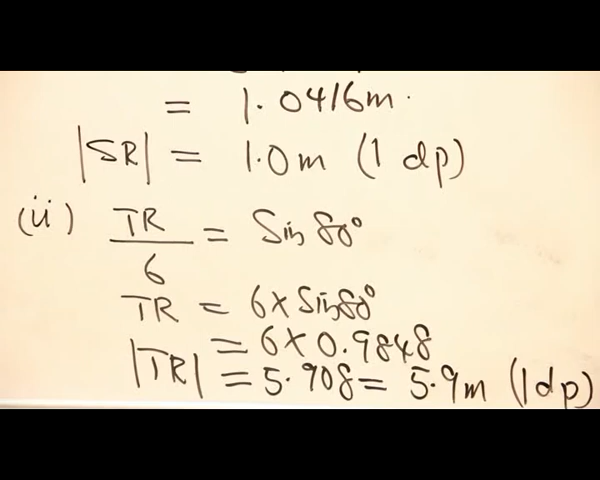 = 1.0416m.
|SR| = 1.0m (1 dp)
(ii) TR/6 = Sin 80°
TR = 6 × Sin 80°
= 6 × 0.9848
|TR| = 5.908 = 5.9m (1dp)